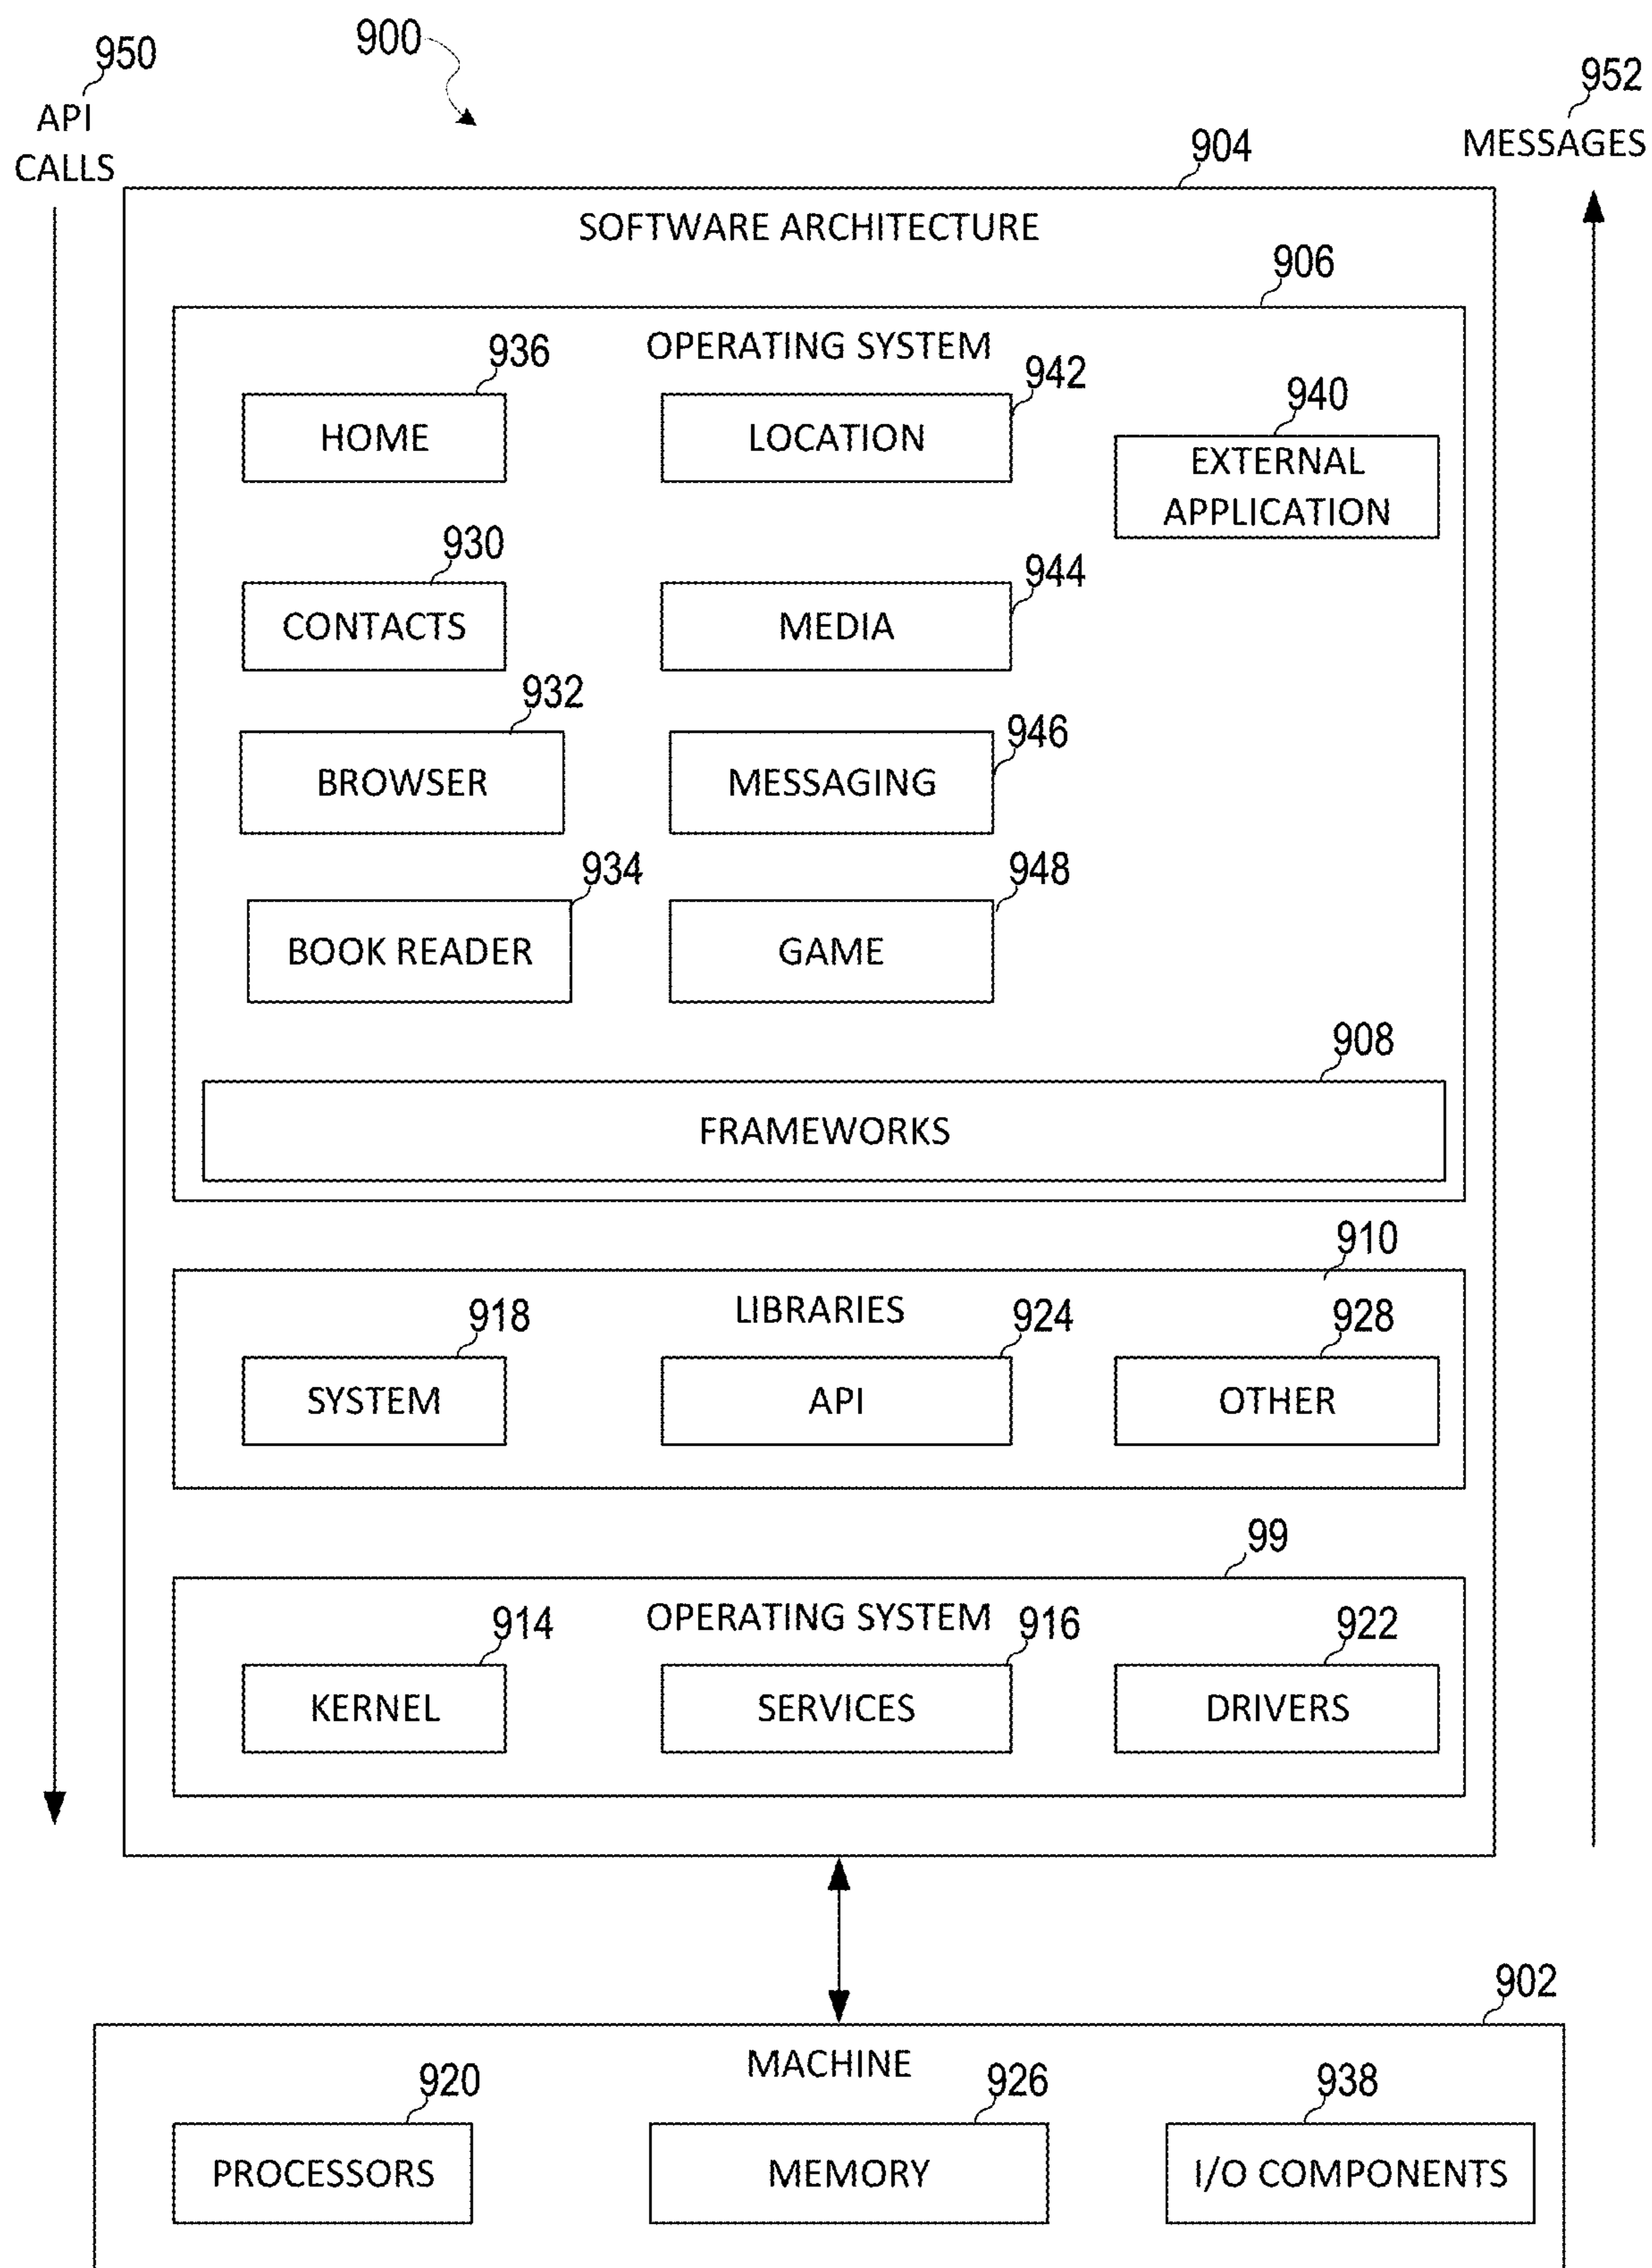 900
950
API
CALLS
952
MESSAGES
904
SOFTWARE ARCHITECTURE
906
OPERATING SYSTEM
936
HOME
942
LOCATION
940
EXTERNAL
APPLICATION
930
CONTACTS
944
MEDIA
932
BROWSER
946
MESSAGING
934
BOOK READER
948
GAME
908
FRAMEWORKS
910
LIBRARIES
918
SYSTEM
924
API
928
OTHER
99
OPERATING SYSTEM
914
KERNEL
916
SERVICES
922
DRIVERS
902
MACHINE
920
PROCESSORS
926
MEMORY
938
I/O COMPONENTS